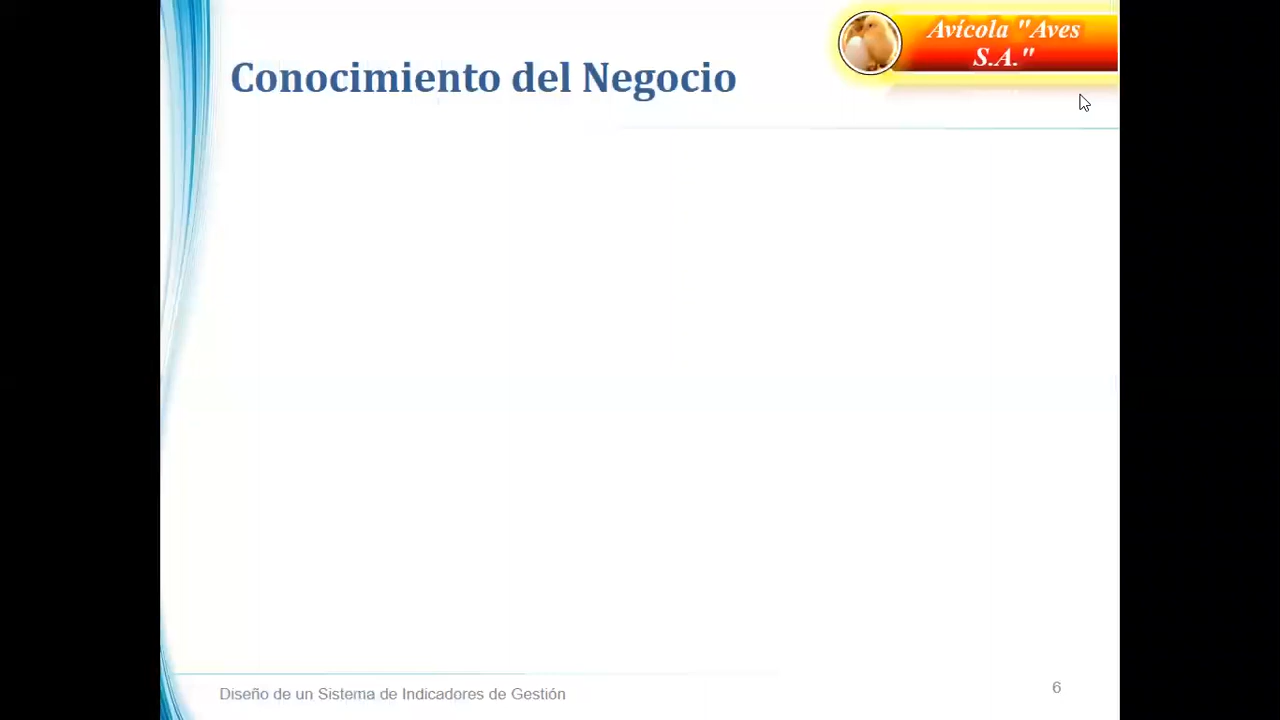 Avícola "Aves
S.A."
Conocimiento del Negocio
Diseño de un Sistema de Indicadores de Gestión
6